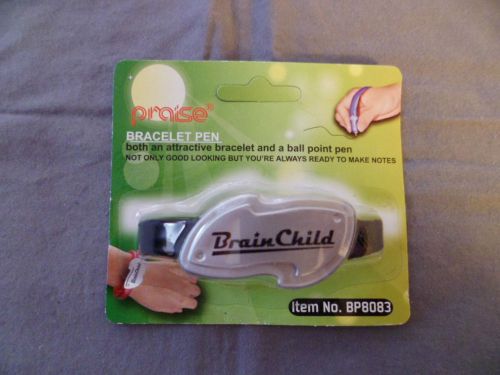 praise®
BRACELET PEN
both an attractive bracelet and a ball point pen
NOT ONLY GOOD LOOKING BUT YOU'RE ALWAYS READY TO MAKE NOTES
BrainChild
Item No. BP8083